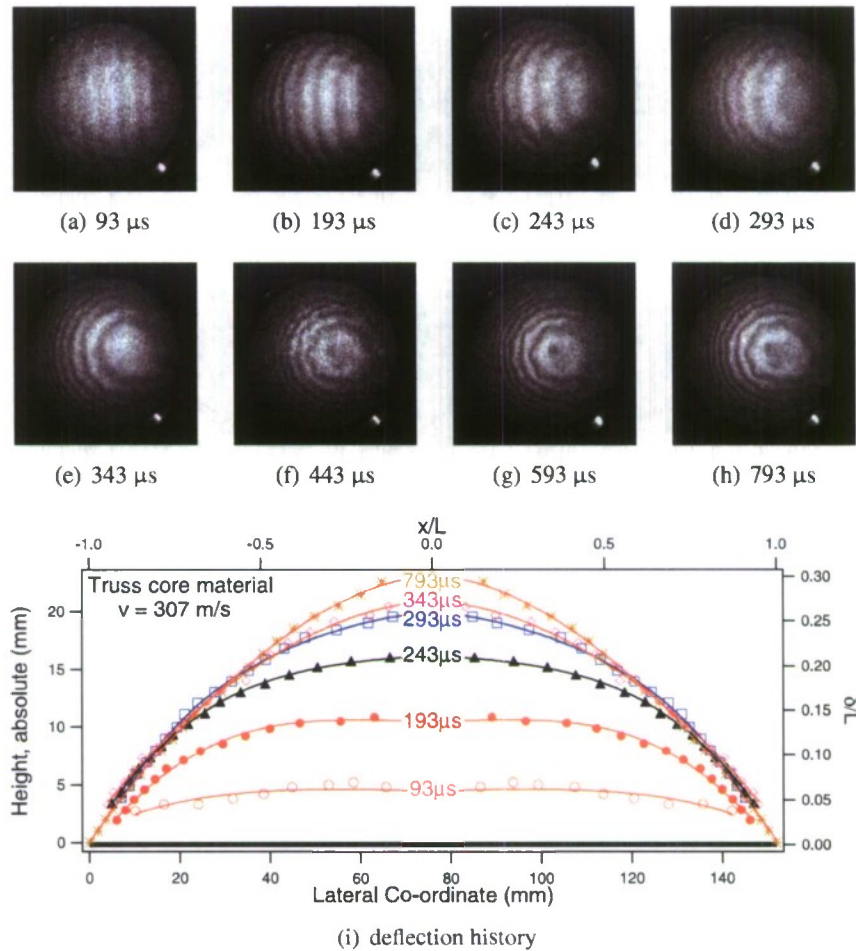 (a) 93 μs
(b) 193 μs
(c) 243 μs
(d) 293 μs
(e) 343 μs
(f) 443 μs
(g) 593 μs
(h) 793 μs
x/L
-1.0 -0.5 0.0 0.5 1.0
Truss core material
v = 307 m/s
793μs
343μs
293μs
243μs
193μs
93μs
Height, absolute (mm)
20
15
10
5
0
0.30
0.25
0.20
0.15
0.10
0.05
0.00
δ/L
0 20 40 60 80 100 120 140
Lateral Co-ordinate (mm)
(i) deflection history